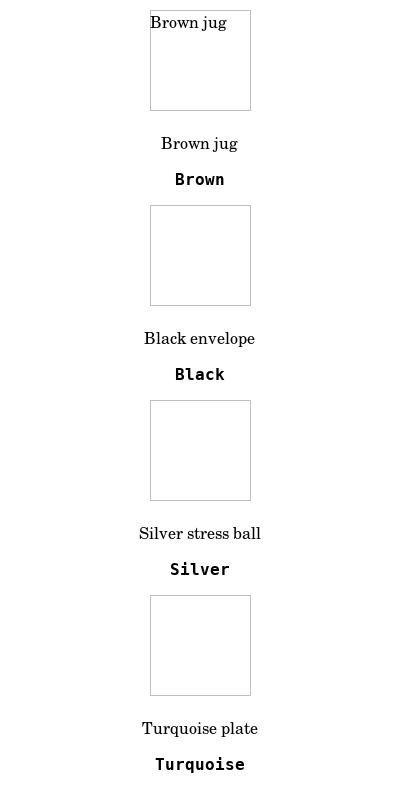 Brown jug
Brown jug
Brown
Black envelope
Black
Silver stress ball
Silver
Turquoise plate
Turquoise